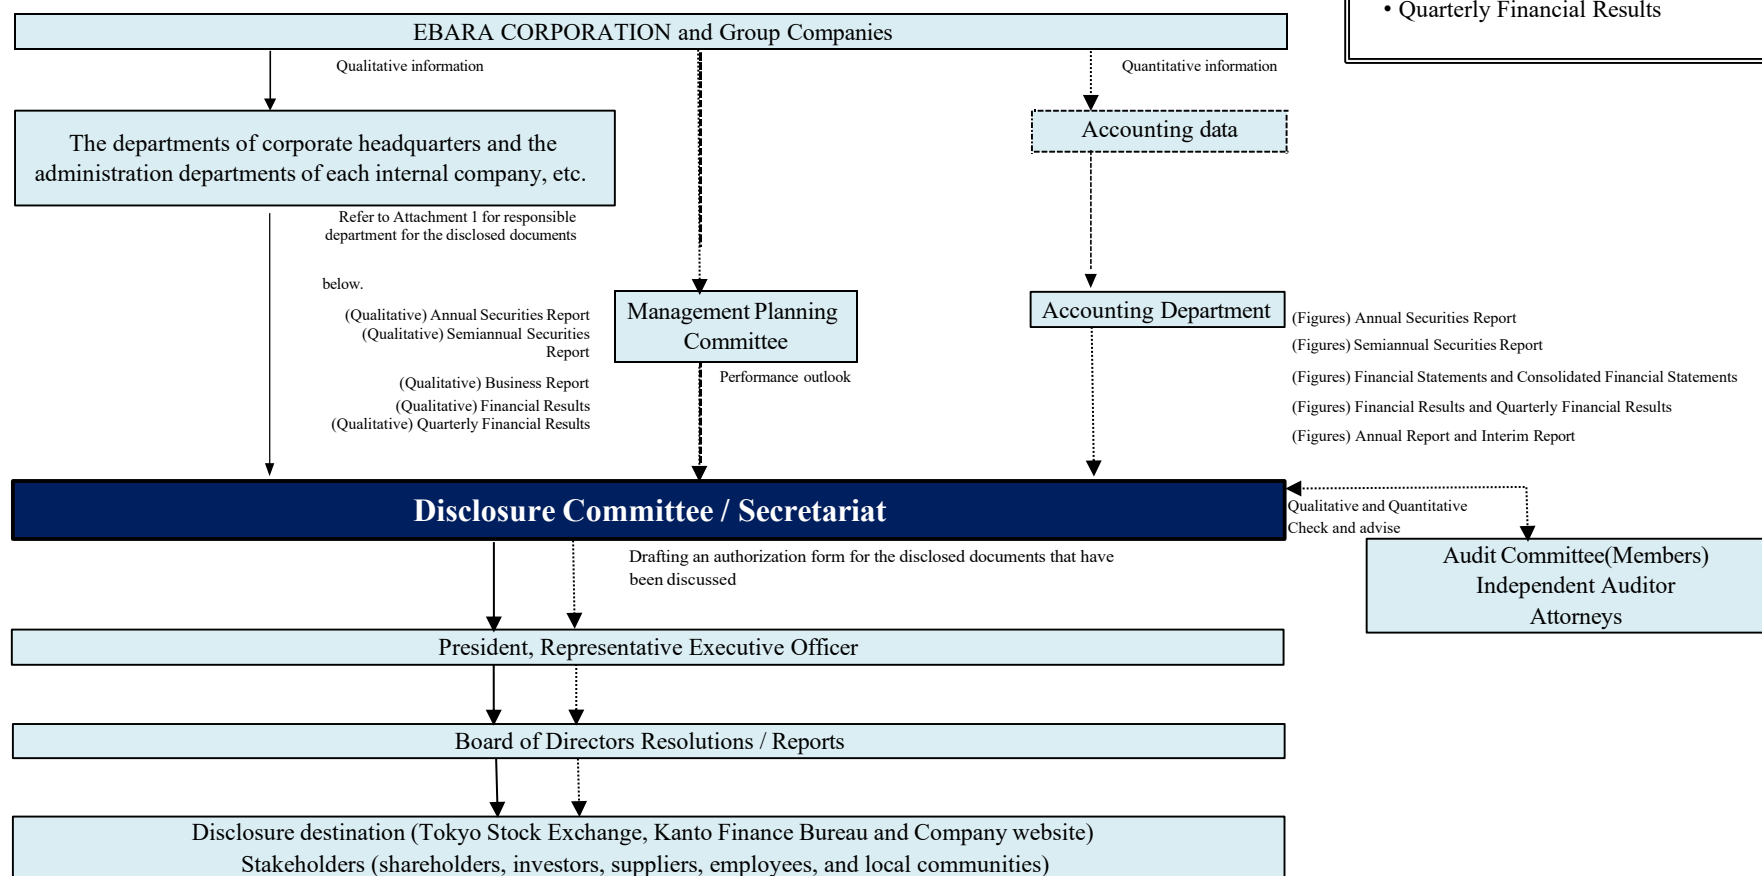 • Quarterly Financial Results
EBARA CORPORATION and Group Companies
Qualitative information
Quantitative information
The departments of corporate headquarters and the
administration departments of each internal company, etc.
Accounting data
Refer to Attachment 1 for responsible
department for the disclosed documents
below.
(Qualitative) Annual Securities Report
(Qualitative) Semiannual Securities
Report
(Qualitative) Business Report
(Qualitative) Financial Results
(Qualitative) Quarterly Financial Results
Management Planning
Committee
Performance outlook
Accounting Department
(Figures) Annual Securities Report
(Figures) Semiannual Securities Report
(Figures) Financial Statements and Consolidated Financial Statements
(Figures) Financial Results and Quarterly Financial Results
(Figures) Annual Report and Interim Report
Disclosure Committee / Secretariat
Qualitative and Quantitative
Check and advise
Audit Committee(Members)
Independent Auditor
Attorneys
Drafting an authorization form for the disclosed documents that have
been discussed
President, Representative Executive Officer
Board of Directors Resolutions / Reports
Disclosure destination (Tokyo Stock Exchange, Kanto Finance Bureau and Company website)
Stakeholders (shareholders, investors, suppliers, employees, and local communities)